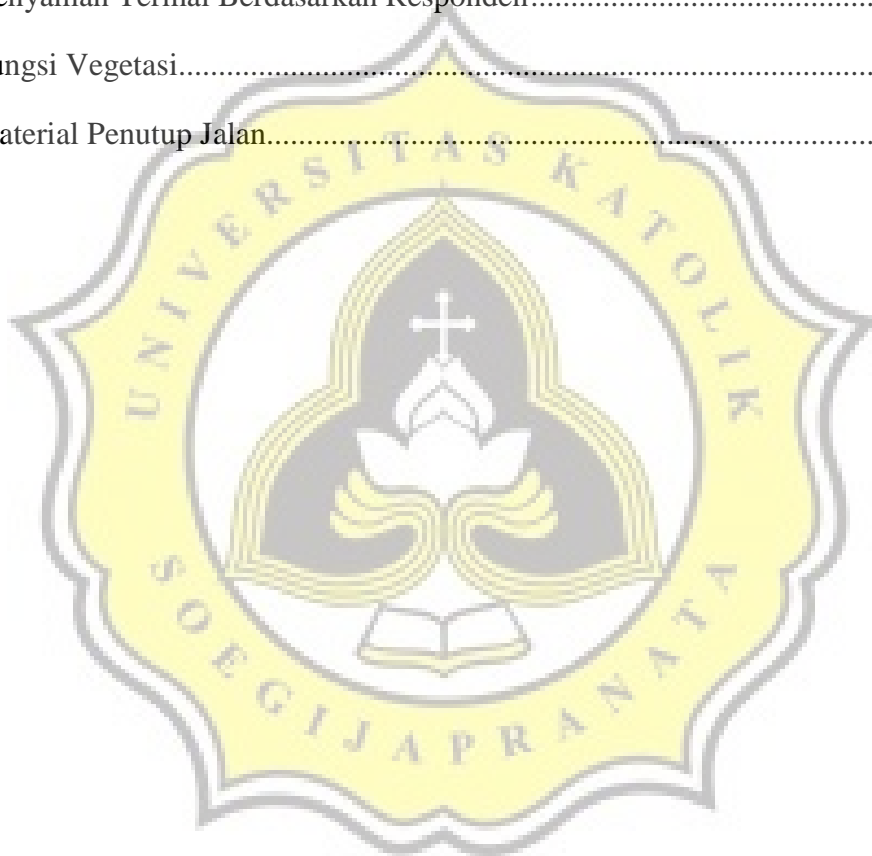 enyaman Termal Berdasarkan Responden..............................................
ungsi Vegetasi.........................................................................................
aterial Penutup Jalan..............................................................................
UNIVERSITAS KATOLIK
SOEGIJAPRANATA